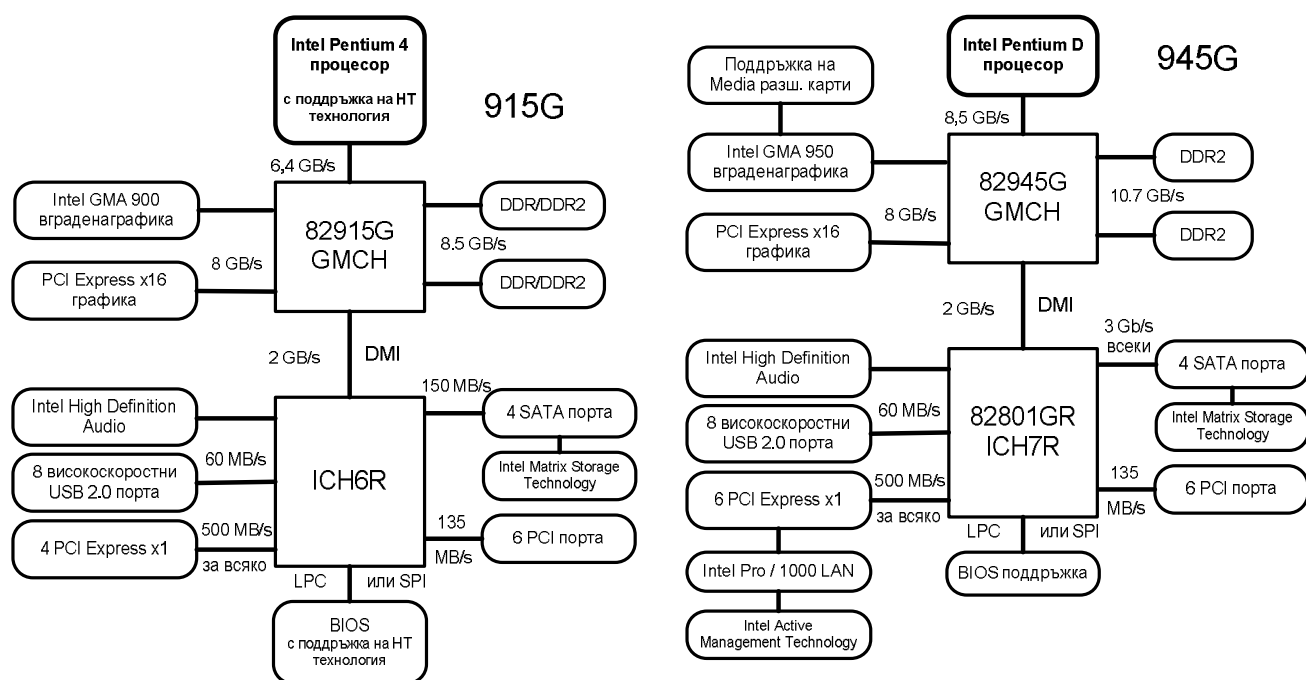 Intel Pentium 4
процесор
с поддръжка на HT
технология
915G
6,4 GB/s
Intel GMA 900
вграденаграфика
82915G
GMCH
DDR/DDR2
8.5 GB/s
DDR/DDR2
8 GB/s
PCI Express x16
графика
2 GB/s
DMI
Intel High Definition
Audio
150 MB/s
4 SATA порта
60 MB/s
8 високоскоростни
USB 2.0 порта
ICH6R
Intel Matrix Storage
Technology
500 MB/s
за всяко
4 PCI Express x1
135
MB/s
6 PCI порта
LPC
или SPI
BIOS
с поддръжка на HT
технология
Intel Pentium D
процесор
945G
Поддръжка на
Media разш. карти
8,5 GB/s
Intel GMA 950
вграденаграфика
82945G
GMCH
DDR2
10.7 GB/s
DDR2
8 GB/s
PCI Express x16
графика
2 GB/s
DMI
3 Gb/s
всеки
Intel High Definition
Audio
4 SATA порта
60 MB/s
8 високоскоростни
USB 2.0 порта
82801GR
ICH7R
Intel Matrix Storage
Technology
500 MB/s
за всяко
6 PCI Express x1
135
MB/s
6 PCI порта
LPC
или SPI
Intel Pro / 1000 LAN
BIOS поддръжка
Intel Active
Management Technology